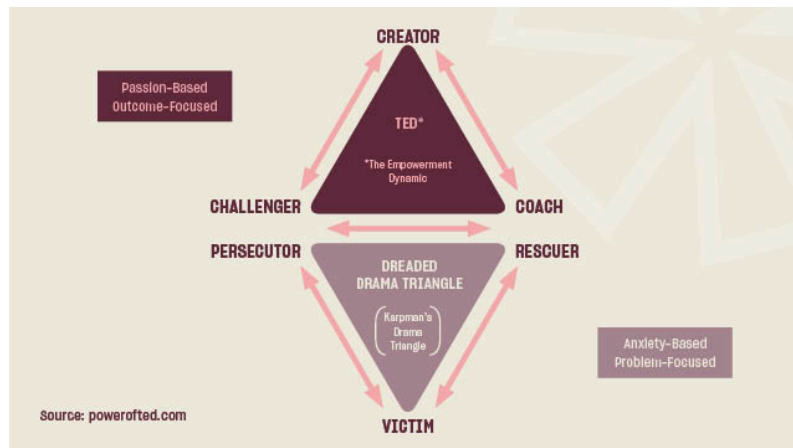 CREATOR
Passion-Based
Outcome-Focused
TED*
*The Empowerment
Dynamic
CHALLENGER
COACH
PERSECUTOR
RESCUER
DREADED
DRAMA TRIANGLE
Karpman's
Drama
Triangle
Anxiety-Based
Problem-Focused
Source: powerofted.com
VICTIM